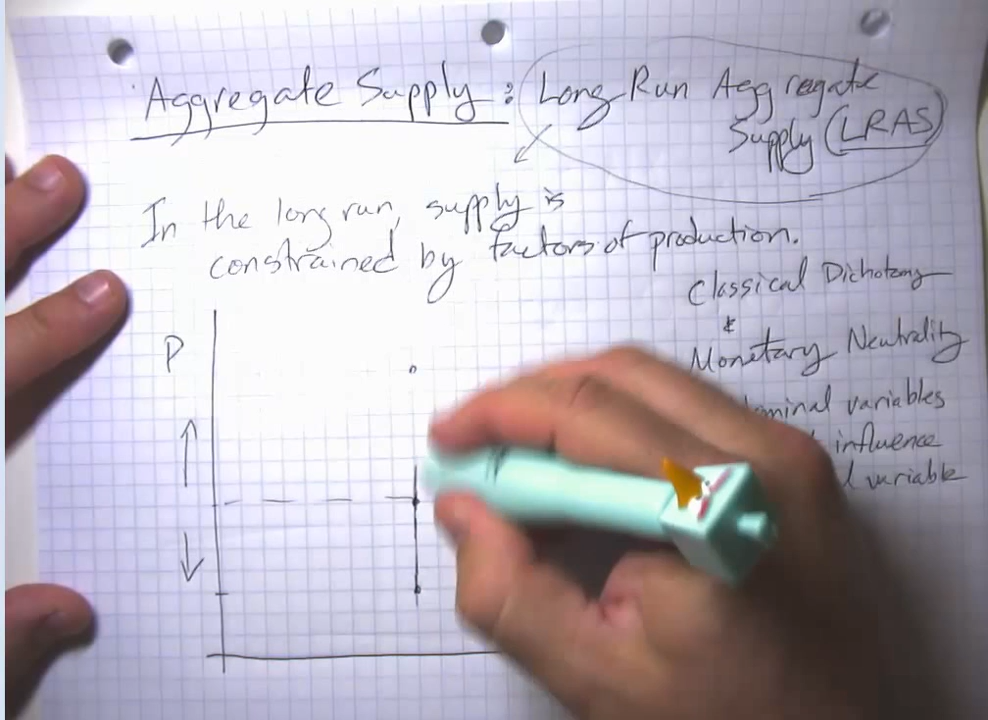 Aggregate Supply: Long Run Aggregate
Supply (LRAS)
In the long run, supply is
constrained by factors of production.
Classical Dichotomy
&
Monetary Neutrality
variables
influence
variable
P